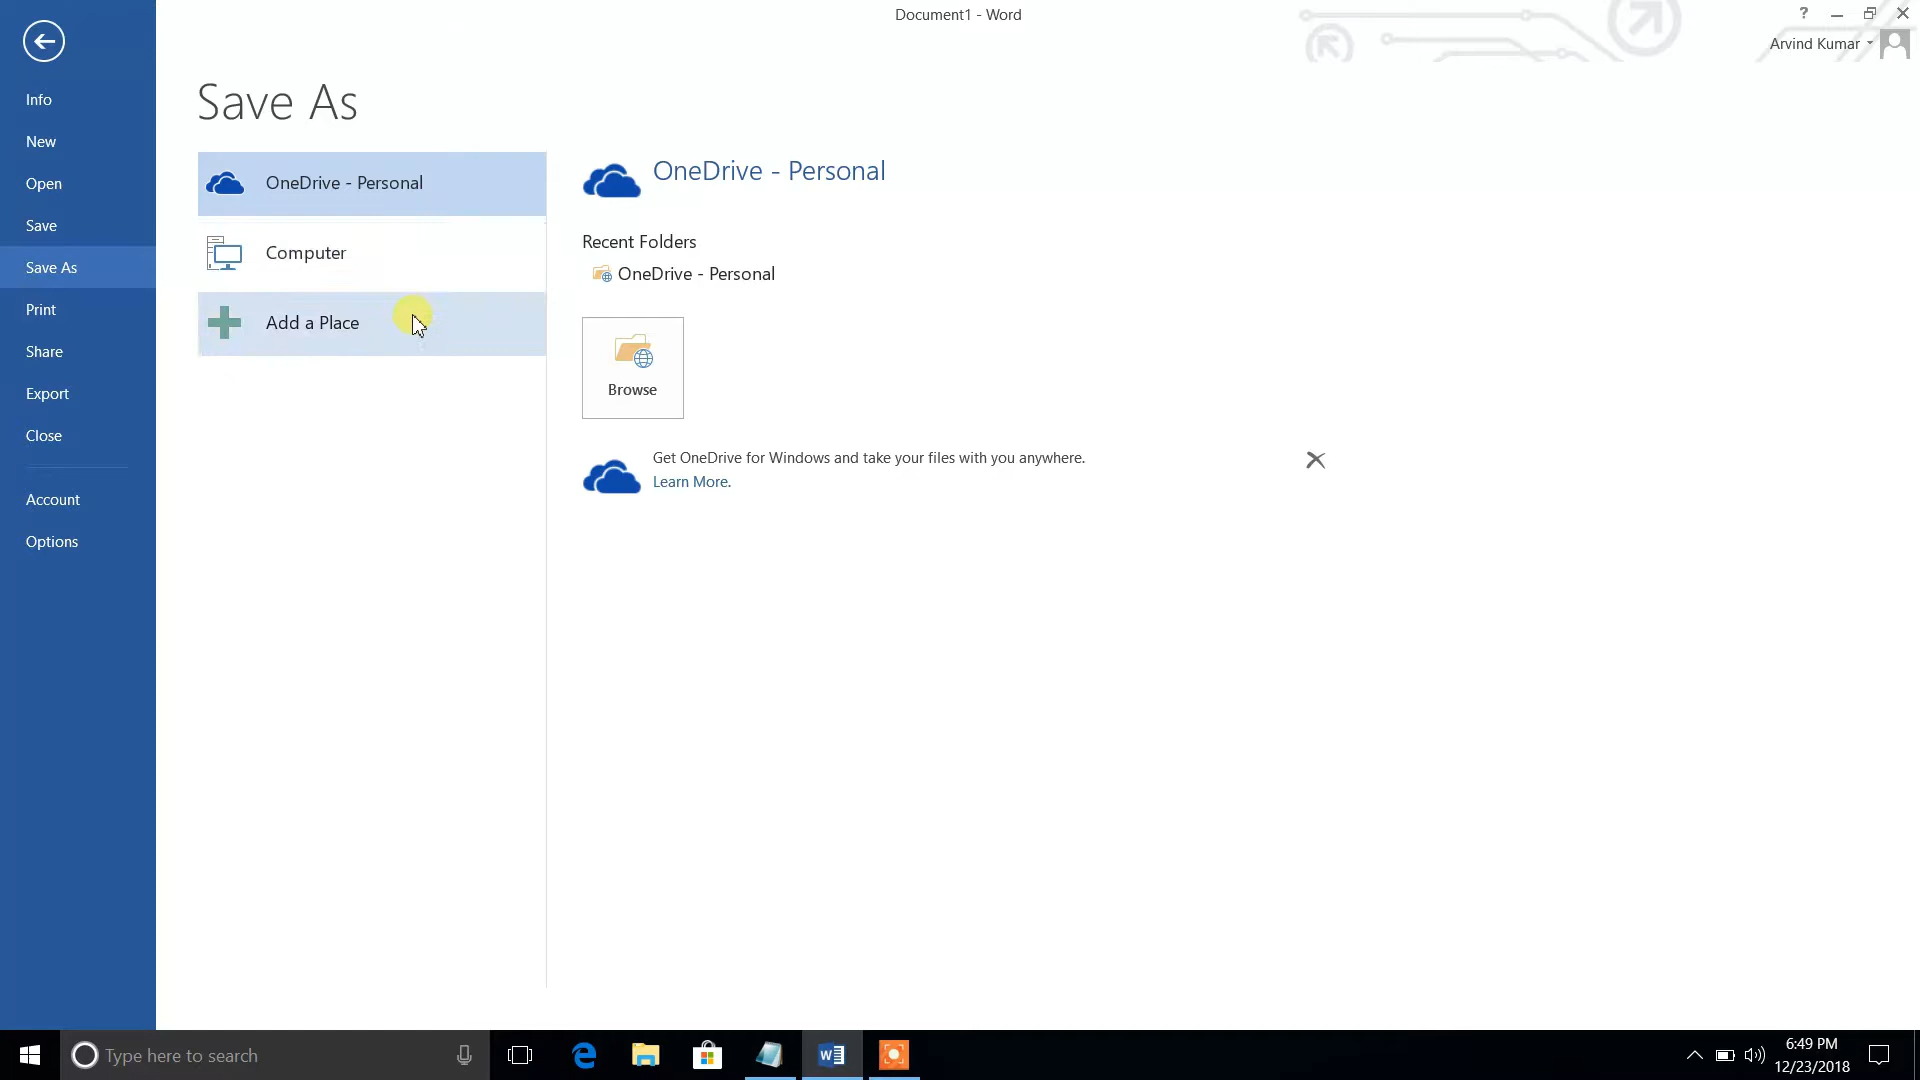 Document1 - Word
?
Arvind Kumar
Info
New
Open
Save
Save As
Print
Share
Export
Close
Account
Options
Save As
OneDrive - Personal
Computer
Add a Place
OneDrive - Personal
Recent Folders
OneDrive - Personal
Browse
Get OneDrive for Windows and take your files with you anywhere.
Learn More.
Type here to search
6:49 PM
12/23/2018